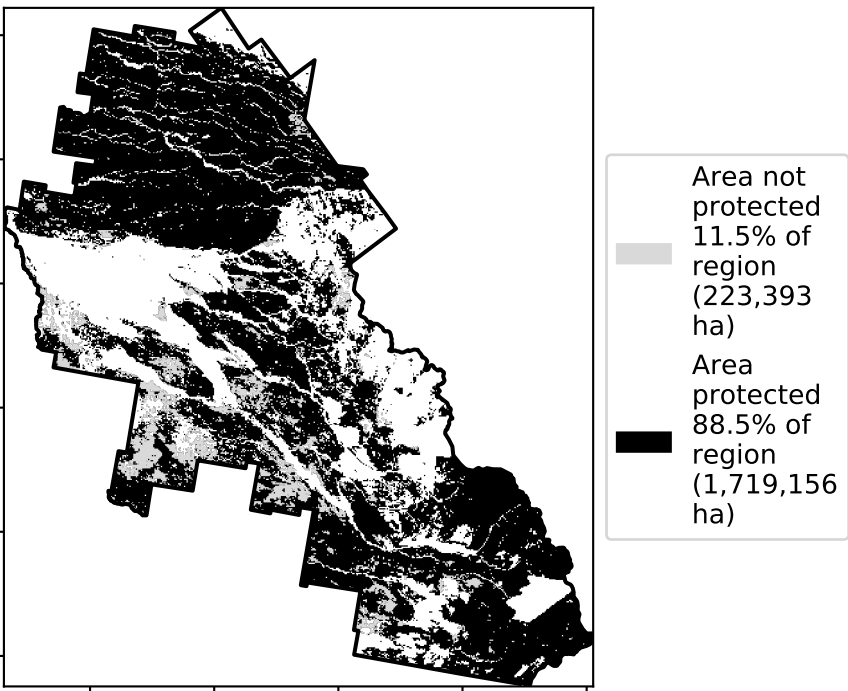 Area not
protected
11.5% of
region
(223,393
ha)
Area
protected
88.5% of
region
(1,719,156
ha)